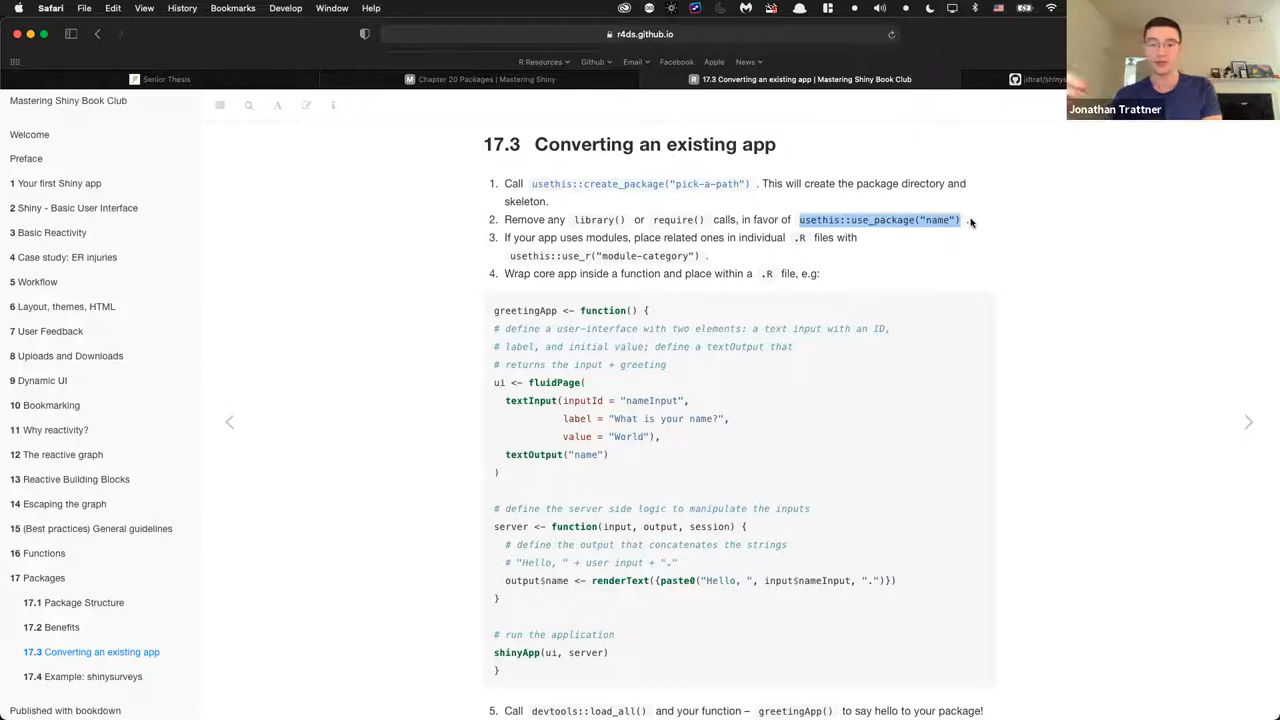 Safari File Edit View History Bookmarks Develop Window Help
r4ds.github.io
R Resources Github Email Facebook Apple News
Senior Thesis
Chapter 20 Packages | Mastering Shiny
17.3 Converting an existing app | Mastering Shiny Book Club
jdtrat/shinys
Jonathan Trattner
Mastering Shiny Book Club
Welcome
Preface
1 Your first Shiny app
2 Shiny - Basic User Interface
3 Basic Reactivity
4 Case study: ER injuries
5 Workflow
6 Layout, themes, HTML
7 User Feedback
8 Uploads and Downloads
9 Dynamic UI
10 Bookmarking
11 Why reactivity?
12 The reactive graph
13 Reactive Building Blocks
14 Escaping the graph
15 (Best practices) General guidelines
16 Functions
17 Packages
17.1 Package Structure
17.2 Benefits
17.3 Converting an existing app
17.4 Example: shinysurveys
Published with bookdown
17.3 Converting an existing app
1. Call usethis::create_package("pick-a-path") . This will create the package directory and
skeleton.
2. Remove any library() or require() calls, in favor of usethis::use_package("name") .
3. If your app uses modules, place related ones in individual .R files with
usethis::use_r("module-category") .
4. Wrap core app inside a function and place within a .R file, e.g:
greetingApp <- function() {
# define a user-interface with two elements: a text input with an ID,
# label, and initial value; define a textOutput that
# returns the input + greeting
ui <- fluidPage(
textInput(inputId = "nameInput",
label = "What is your name?",
value = "World"),
textOutput("name")
)
# define the server side logic to manipulate the inputs
server <- function(input, output, session) {
# define the output that concatenates the strings
# "Hello, " + user input + "."
output$name <- renderText({paste0("Hello, ", input$nameInput, ".")})
}
# run the application
shinyApp(ui, server)
}
5. Call devtools::load_all() and your function – greetingApp() to say hello to your package!